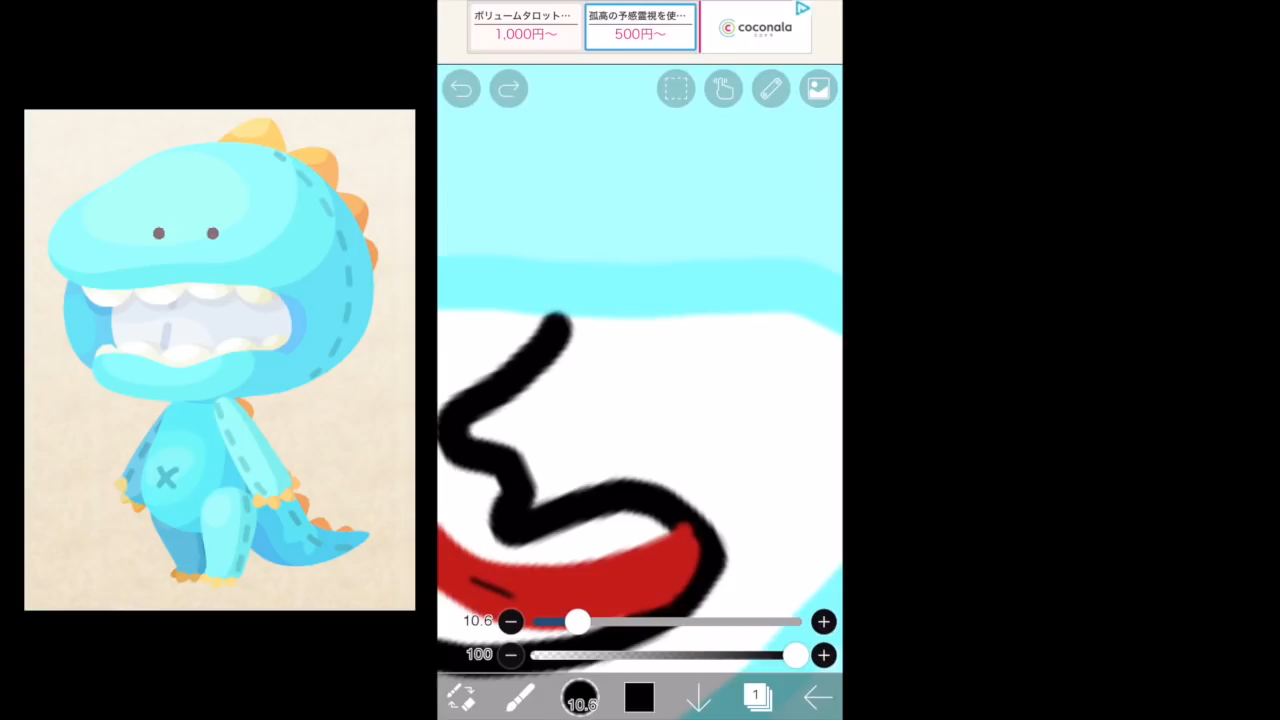 ボリュームタロット…
1,000円～
孤高の予感霊視を使…
500円～
coconala
10.6
100
10.6
1